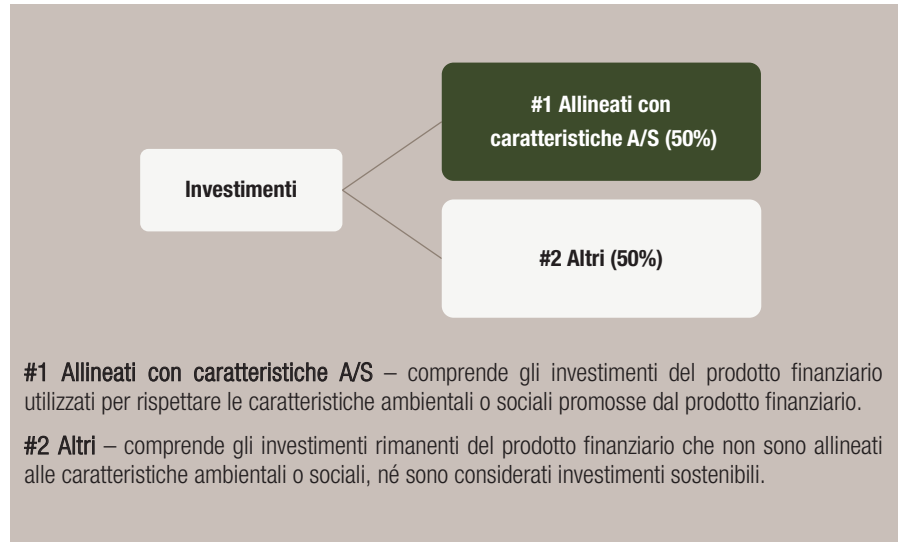 #1 Allineati con
caratteristiche A/S (50%)
Investimenti
#2 Altri (50%)
#1 Allineati con caratteristiche A/S – comprende gli investimenti del prodotto finanziario
utilizzati per rispettare le caratteristiche ambientali o sociali promosse dal prodotto finanziario.
#2 Altri – comprende gli investimenti rimanenti del prodotto finanziario che non sono allineati
alle caratteristiche ambientali o sociali, né sono considerati investimenti sostenibili.